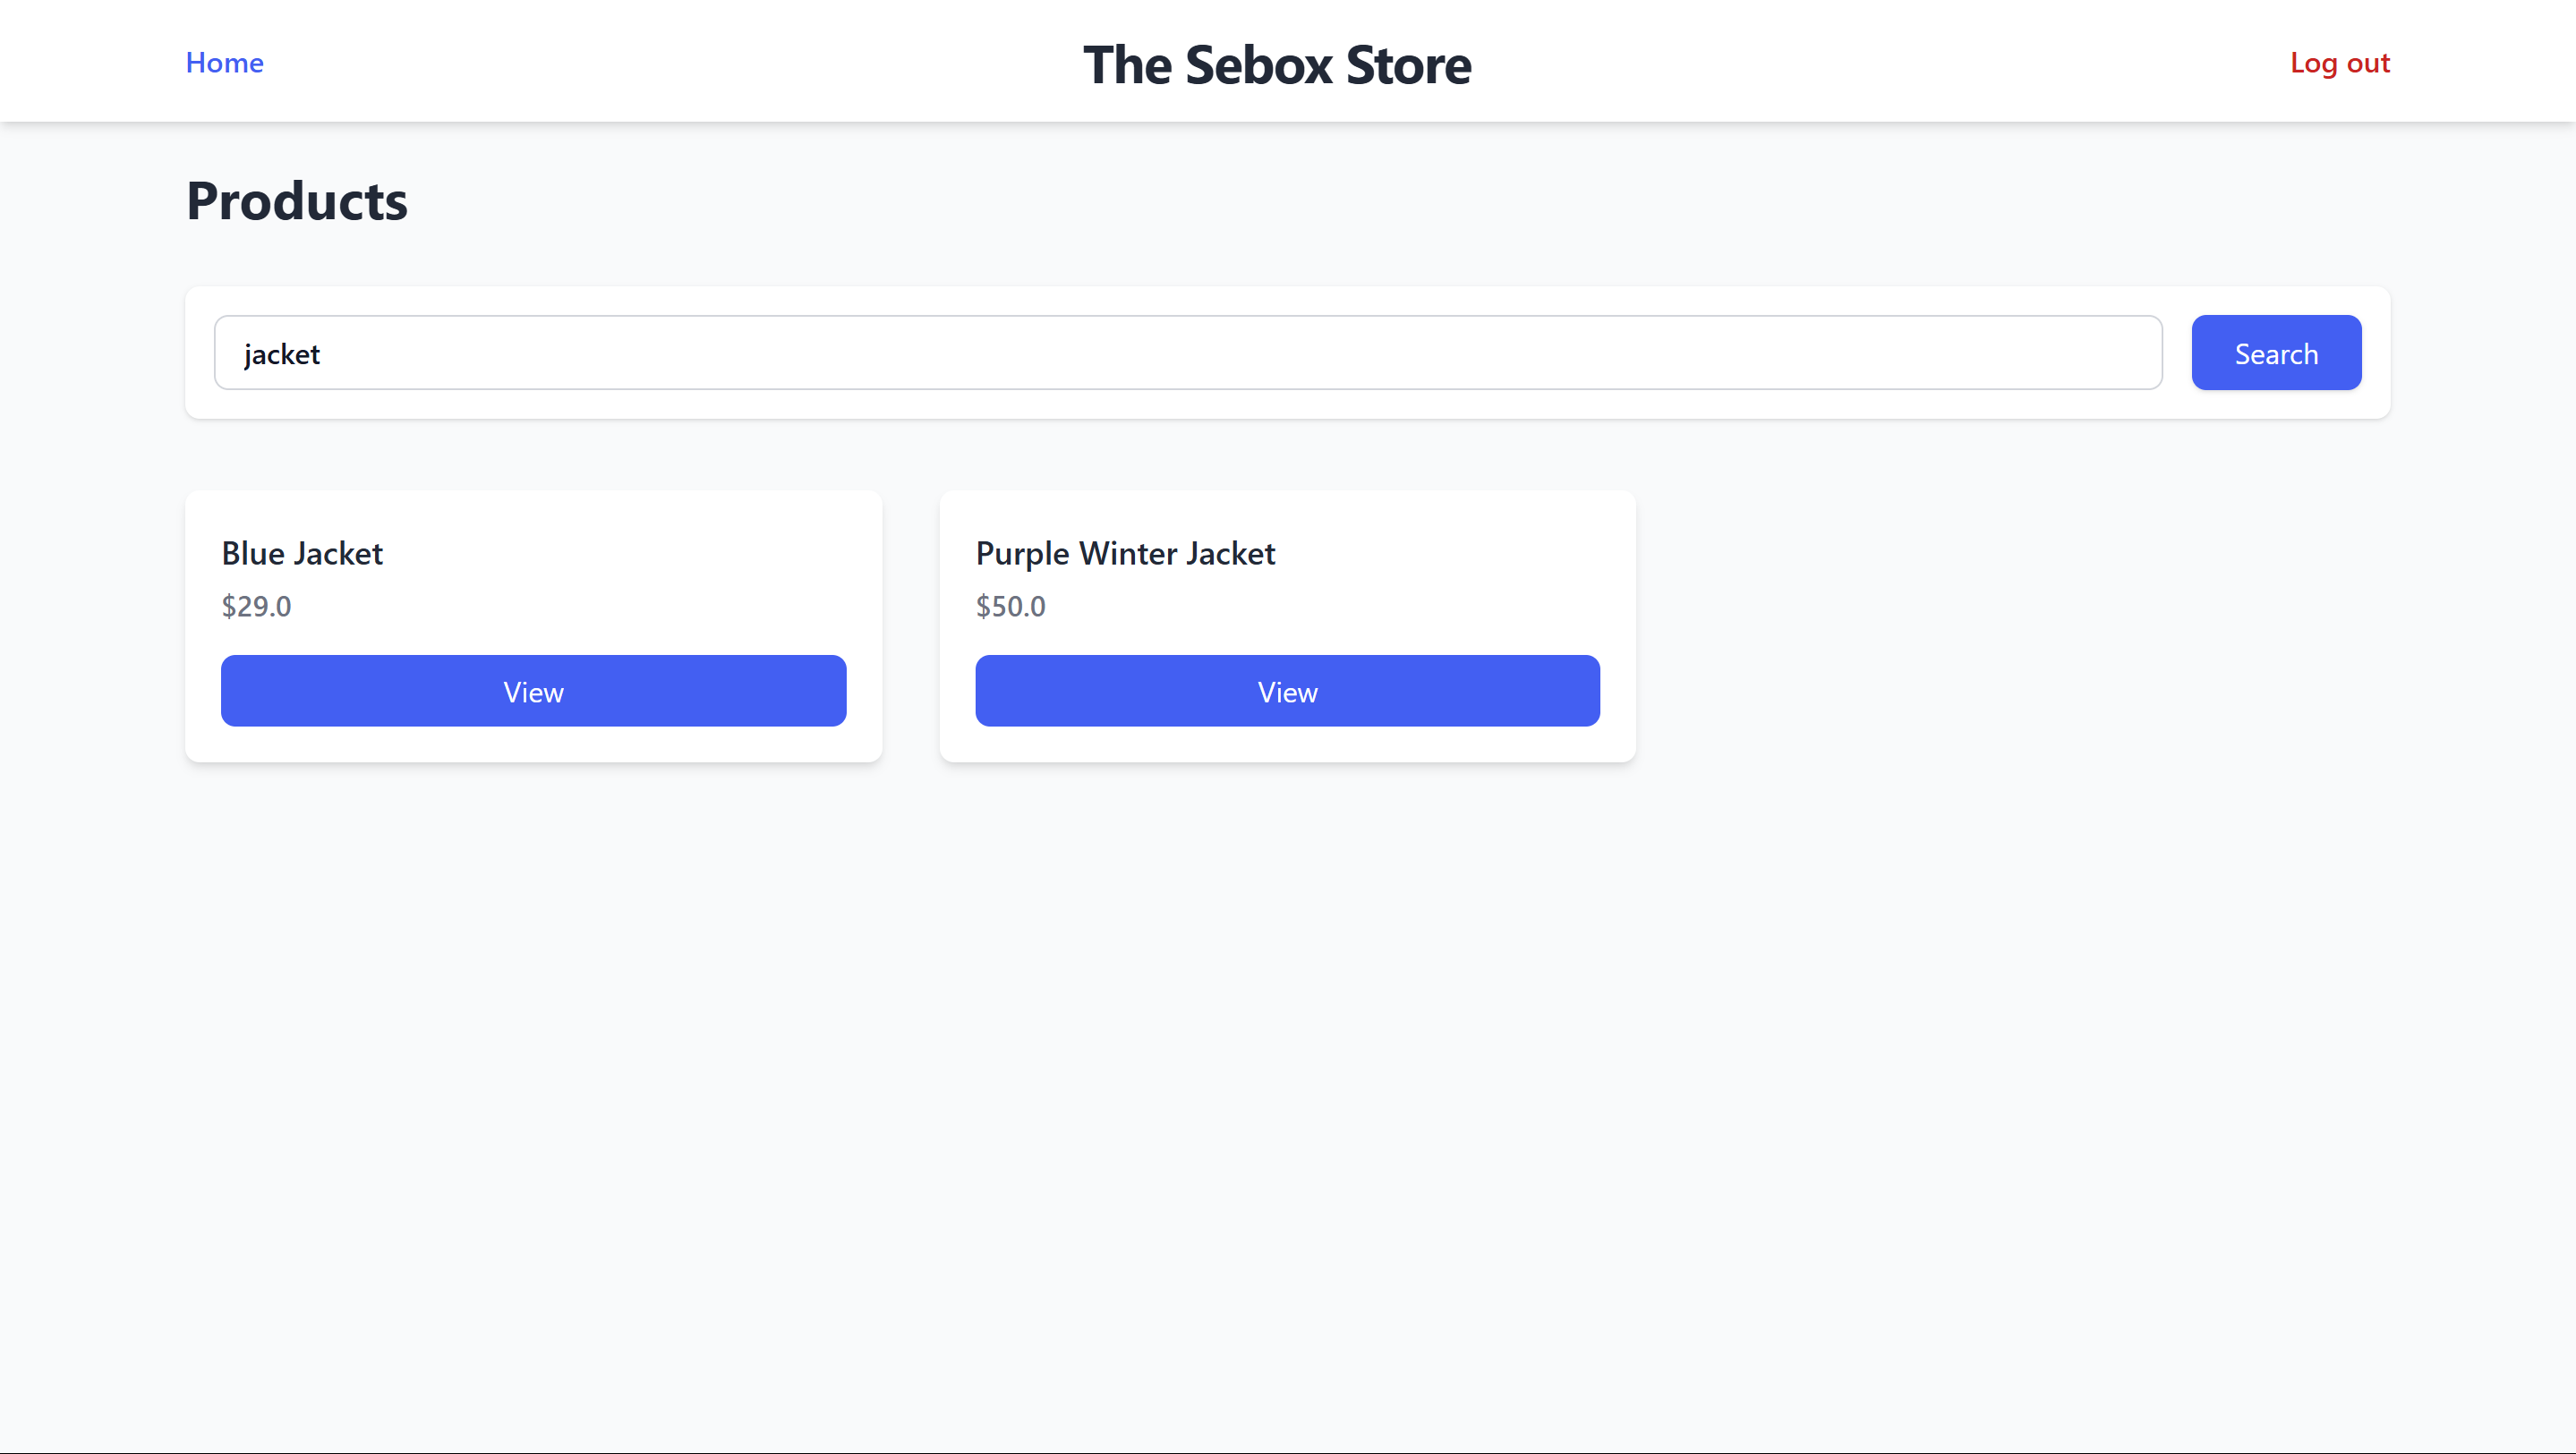 Home
The Sebox Store
Log out
Products
jacket
Search
Blue Jacket
$29.0
View
Purple Winter Jacket
$50.0
View